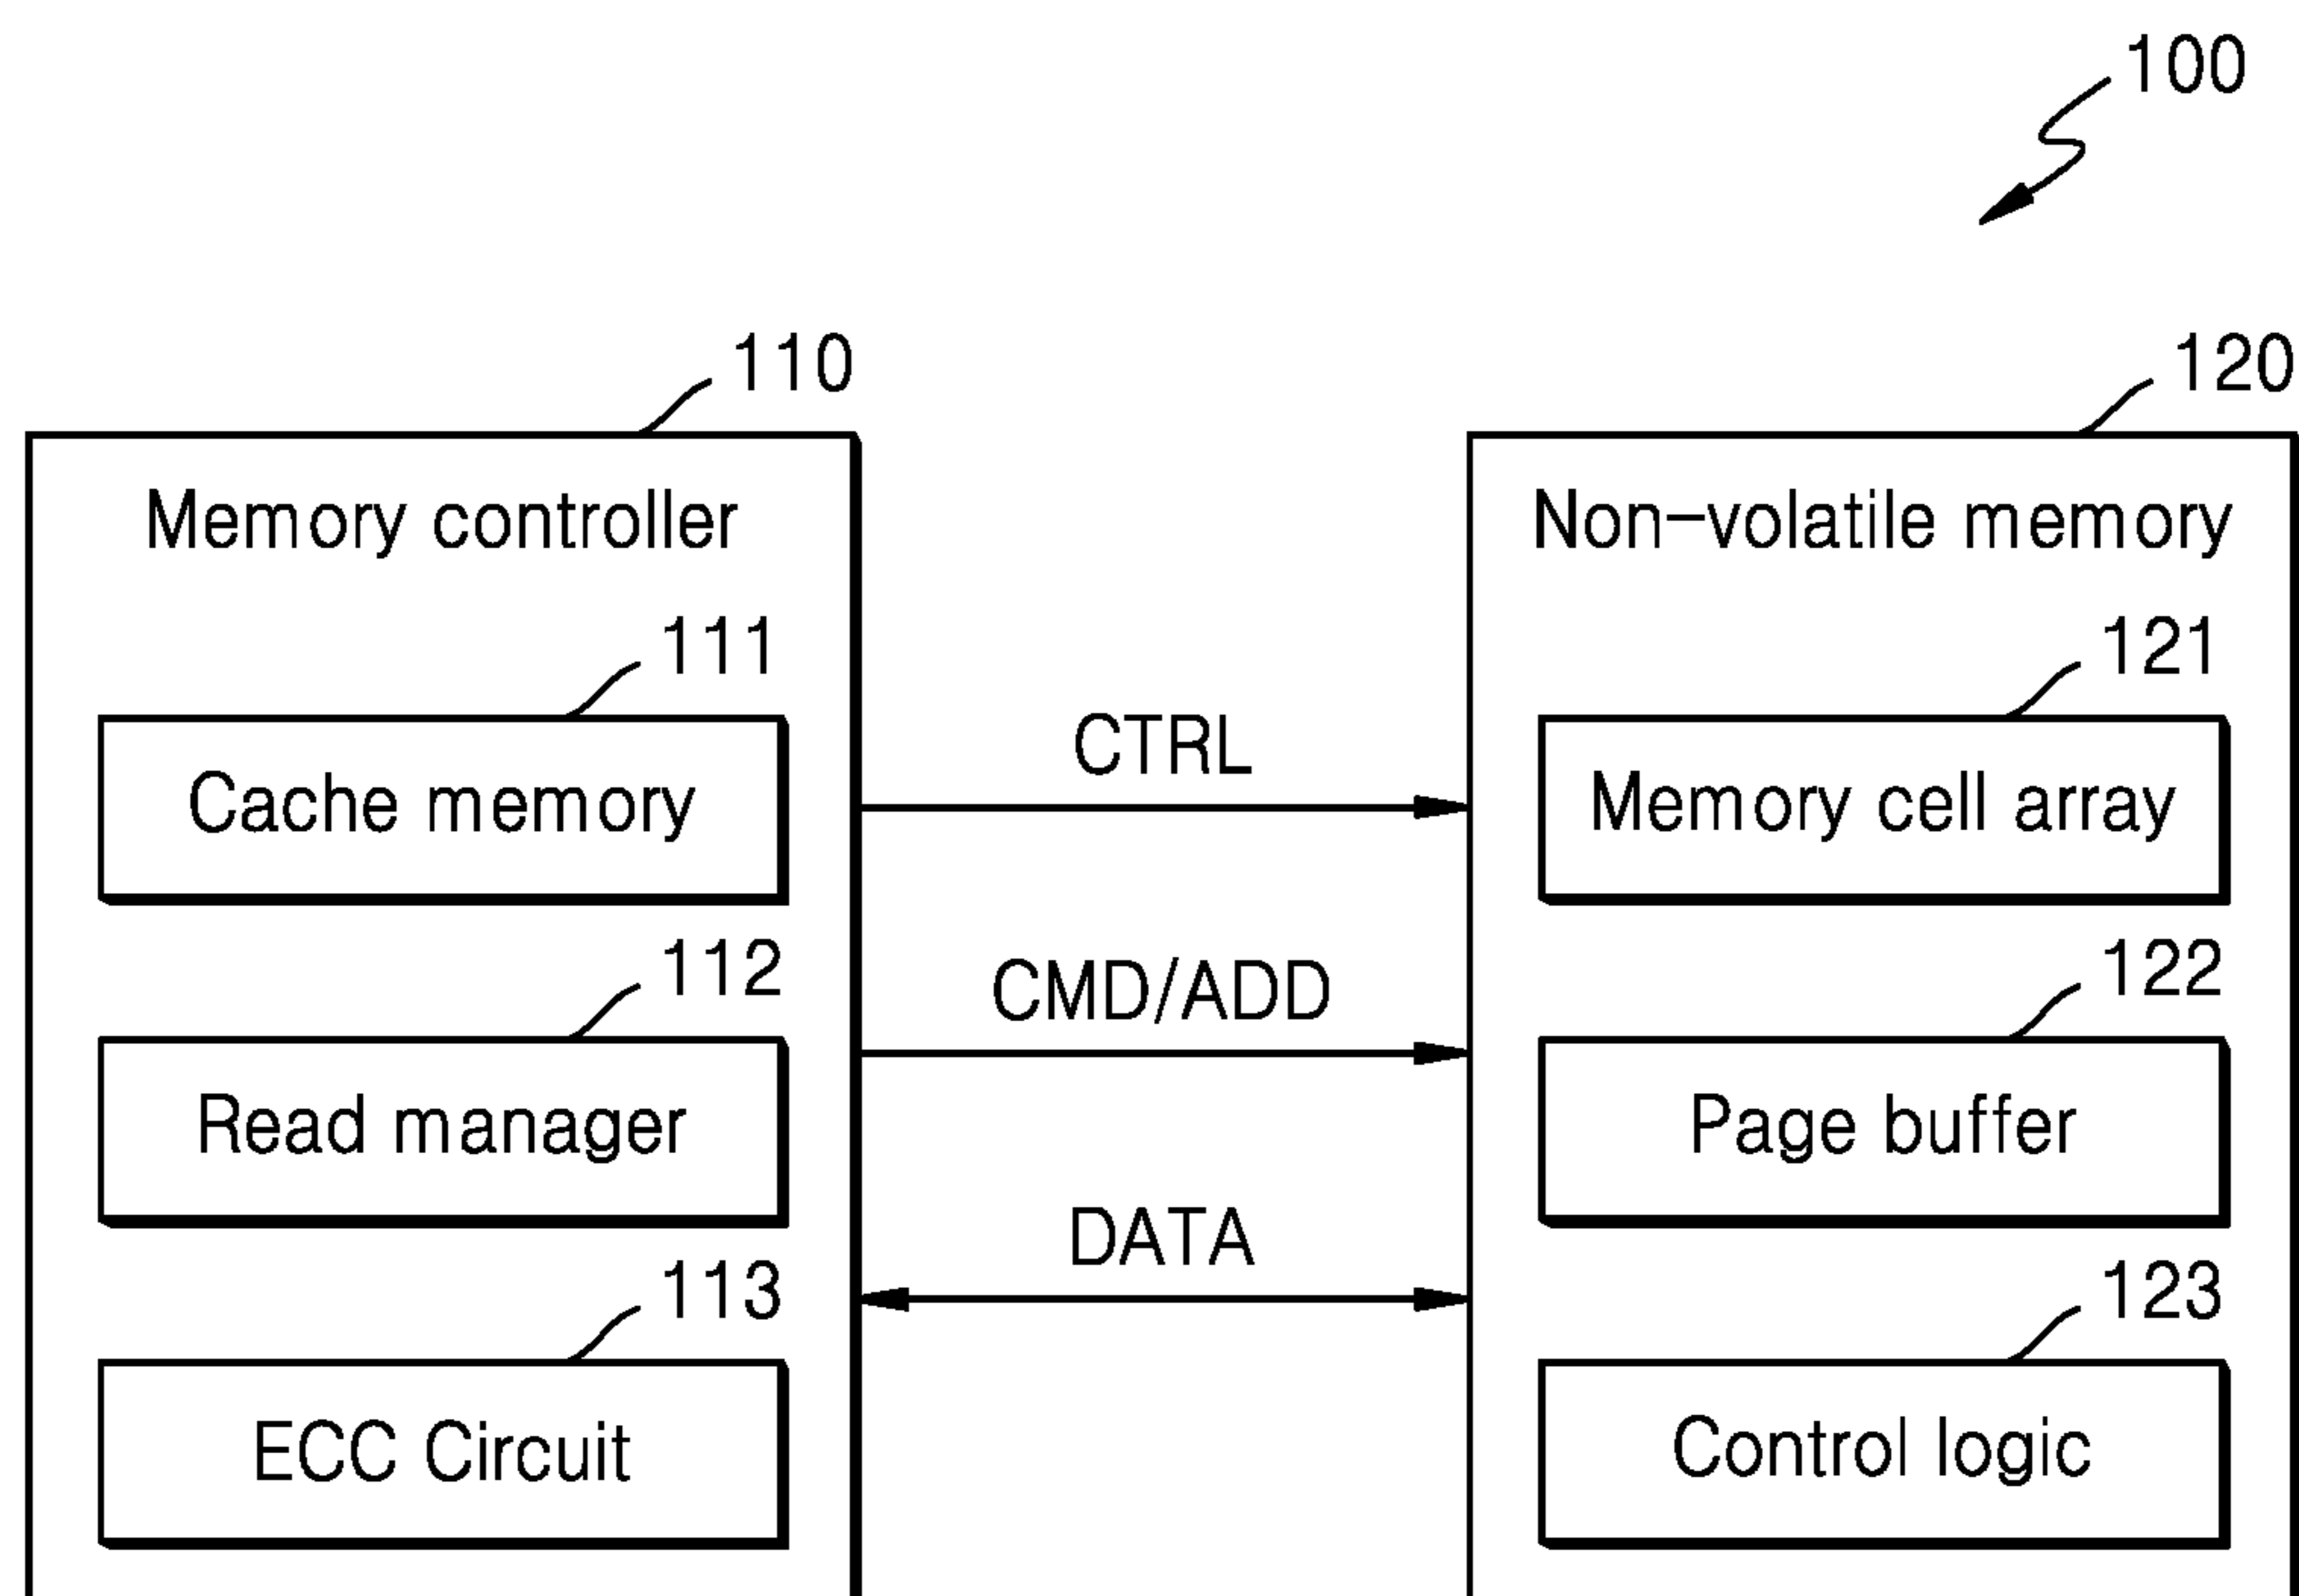 100
110
120
Memory controller
Non-volatile memory
111
121
Cache memory
CTRL
Memory cell array
112
CMD/ADD
122
Read manager
Page buffer
113
DATA
123
ECC Circuit
Control logic